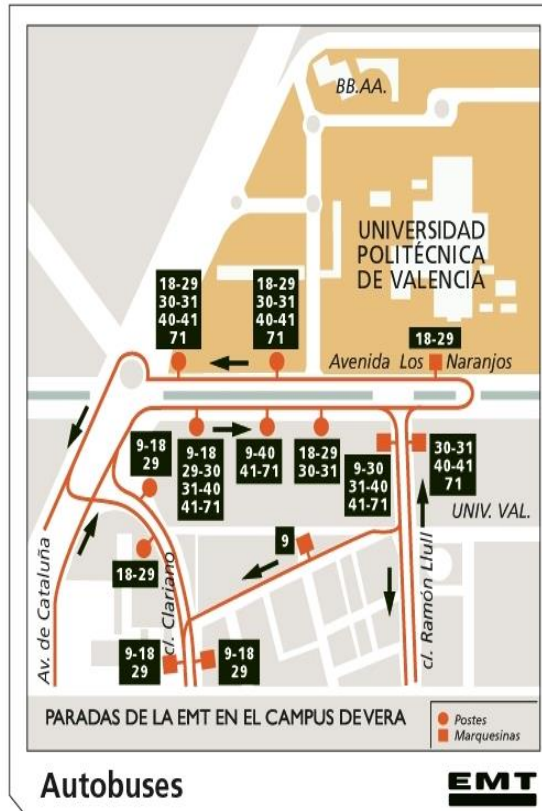 BB.AA.
UNIVERSIDAD
POLITÉCNICA
DE VALENCIA
18-29
30-31
40-41
71
18-29
30-31
40-41
71
18-29
Avenida Los Naranjos
9-18
29
9-18
29-30
31-40
41-71
9-40
41-71
18-29
30-31
9-30
31-40
41-71
30-31
40-41
71
UNIV. VAL.
9
18-29
Av. de Cataluña
cl. Clariano
cl. Ramón Llull
9-18
29
9-18
29
PARADAS DE LA EMT EN EL CAMPUS DE VERA
Postes
Marquesinas
Autobuses
EMT